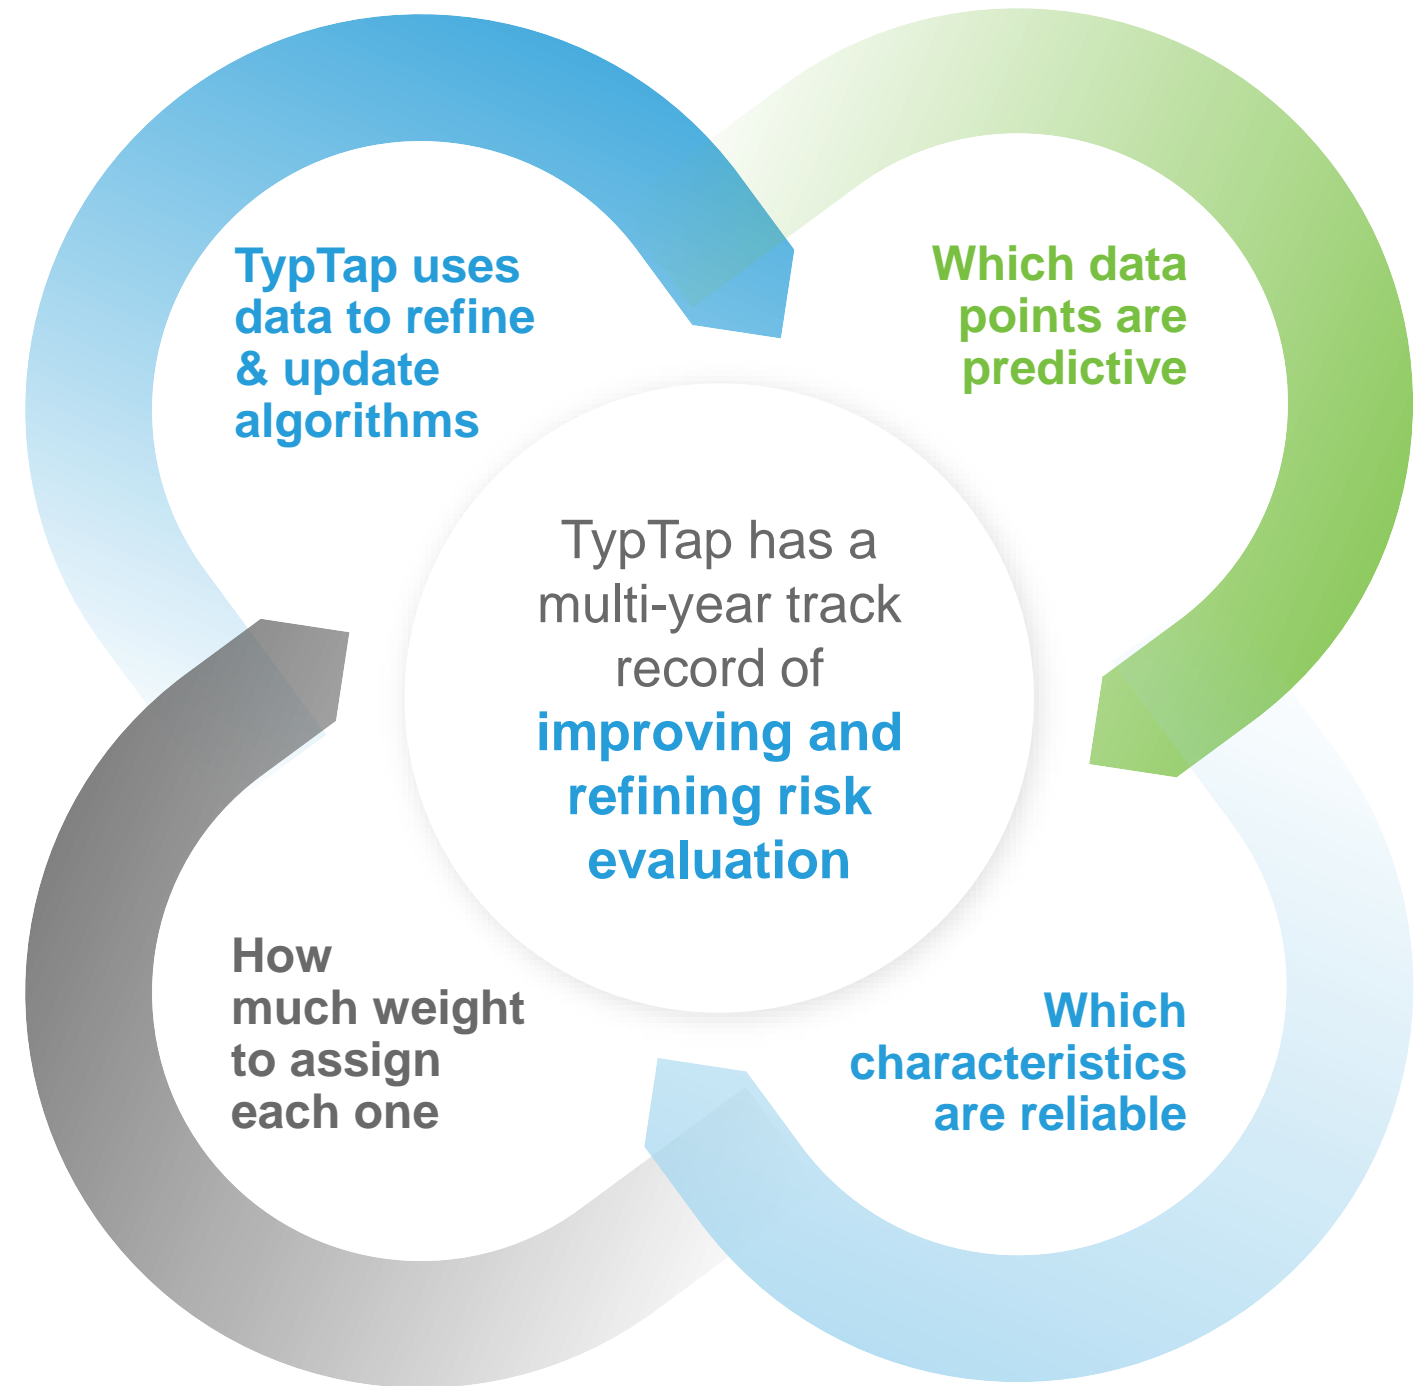 TypTap uses
data to refine
& update
algorithms
Which data
points are
predictive
TypTap has a
multi-year track
record of
improving and
refining risk
evaluation
How
much weight
to assign
each one
Which
characteristics
are reliable